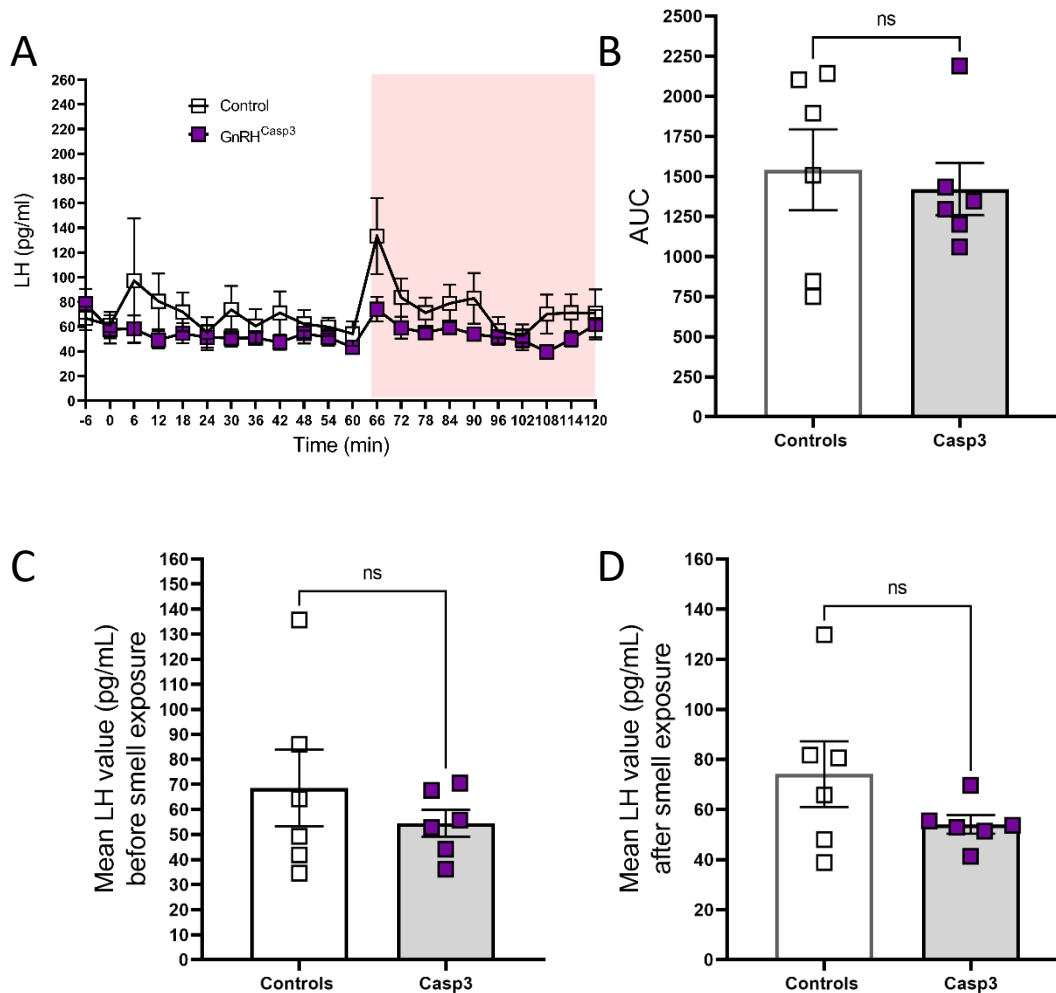 A
260
240
220
200
180
160
140
120
100
80
60
40
20
0
LH (pg/ml)
Control
GnRHCasp3
-6 0 6 12 18 24 30 36 42 48 54 60 66 72 78 84 90 96 102 108 114 120
Time (min)
B
2500
2250
2000
1750
1500
1250
1000
750
500
250
0
AUC
ns
Controls Casp3
C
160
150
140
130
120
110
100
90
80
70
60
50
40
30
20
10
0
Mean LH value (pg/mL)
before smell exposure
ns
Controls Casp3
D
160
140
120
100
80
60
40
20
0
Mean LH value (pg/mL)
after smell exposure
ns
Controls Casp3